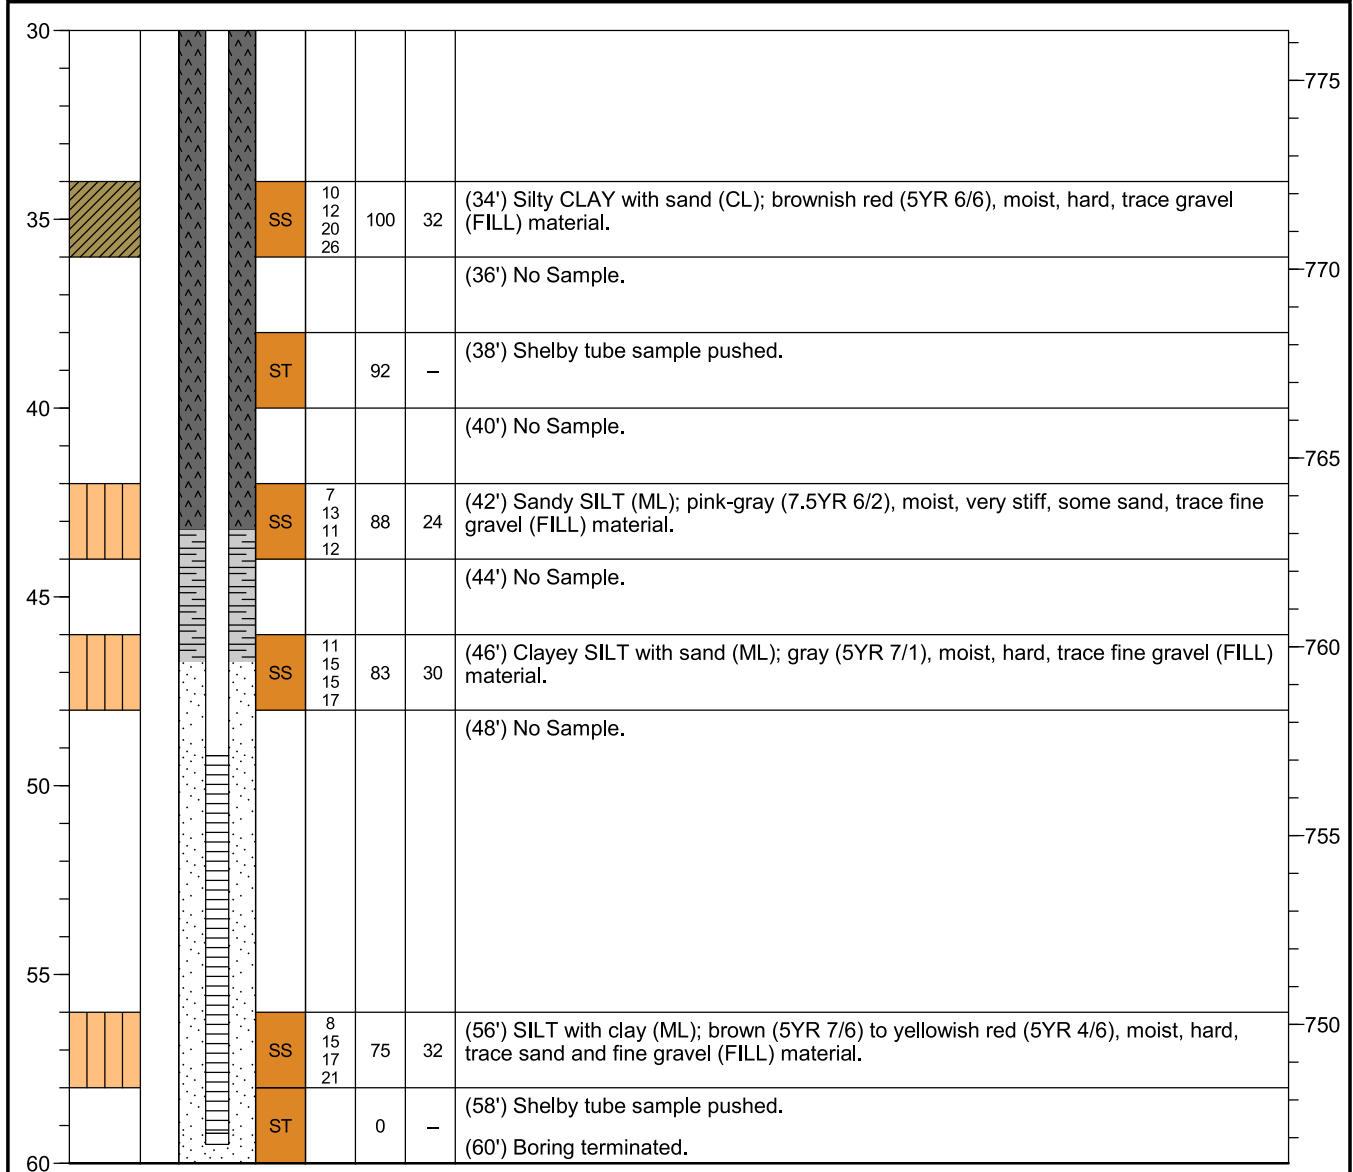 30
775
35
SS
10
12
20
26
100
32
(34') Silty CLAY with sand (CL); brownish red (5YR 6/6), moist, hard, trace gravel
(FILL) material.
(36') No Sample.
770
ST
92
–
(38') Shelby tube sample pushed.
40
(40') No Sample.
765
SS
7
13
11
12
88
24
(42') Sandy SILT (ML); pink-gray (7.5YR 6/2), moist, very stiff, some sand, trace fine
gravel (FILL) material.
(44') No Sample.
45
SS
11
15
15
17
83
30
(46') Clayey SILT with sand (ML); gray (5YR 7/1), moist, hard, trace fine gravel (FILL)
material.
760
(48') No Sample.
50
755
55
SS
8
15
17
21
75
32
(56') SILT with clay (ML); brown (5YR 7/6) to yellowish red (5YR 4/6), moist, hard,
trace sand and fine gravel (FILL) material.
750
ST
0
–
(58') Shelby tube sample pushed.
(60') Boring terminated.
60